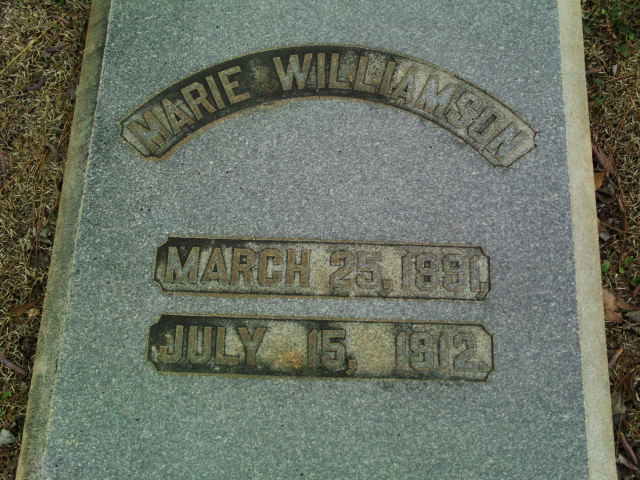 MARIE WILLIAMSON
MARCH 25, 1891.
JULY 15, 1912.